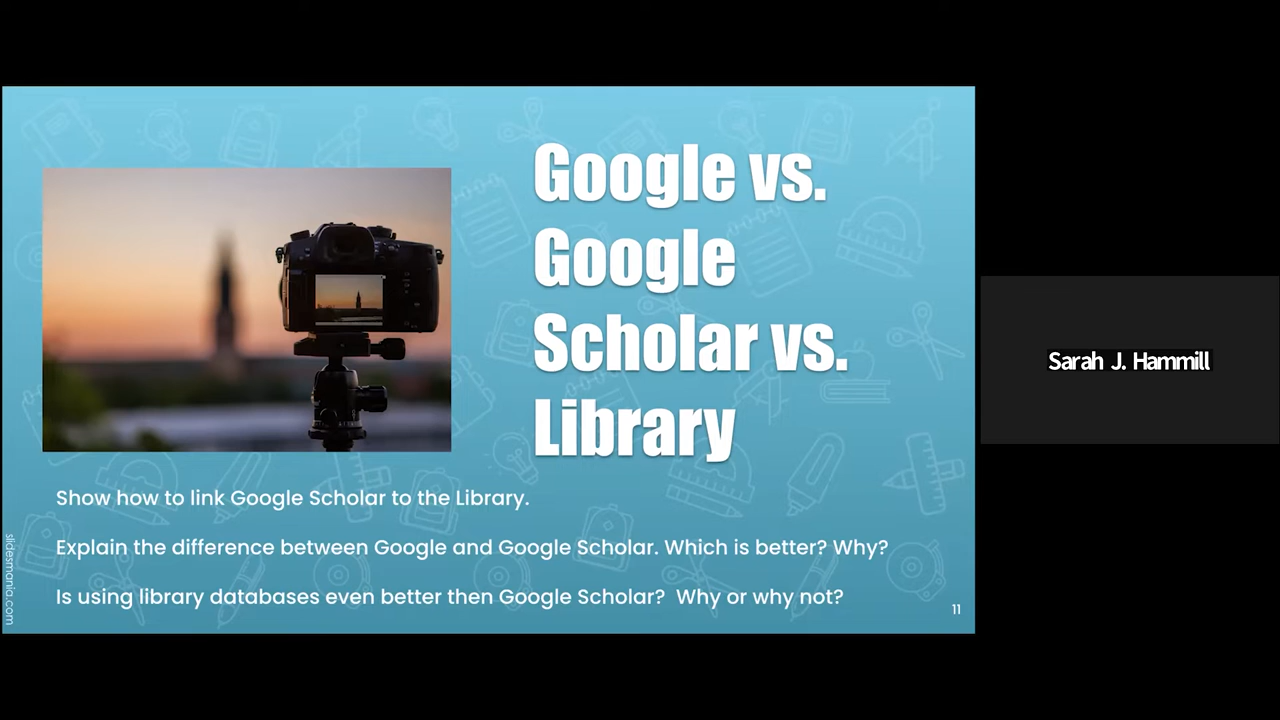 Google vs.
Google
Scholar vs.
Library
Show how to link Google Scholar to the Library.
Explain the difference between Google and Google Scholar. Which is better? Why?
Is using library databases even better then Google Scholar?  Why or why not?
11
slidesmania.com
Sarah J. Hammill